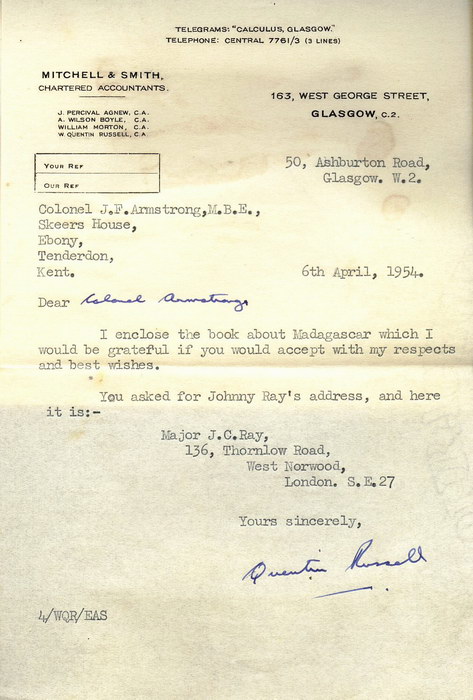 TELEGRAMS: "CALCULUS, GLASGOW."
TELEPHONE: CENTRAL 7761/3 (3 LINES)
MITCHELL & SMITH,
CHARTERED ACCOUNTANTS.
J. PERCIVAL AGNEW, C.A.
A. WILSON BOYLE, C.A.
WILLIAM MORTON, C.A.
W. QUENTIN RUSSELL, C.A.
163, WEST GEORGE STREET,
GLASGOW, C.2.
YOUR REF
OUR REF
50, Ashburton Road,
Glasgow. W.2.
Colonel J.F.Armstrong,M.B.E.,
Skeers House,
Ebony,
Tenderdon,
Kent.
6th April, 1954.
Dear Colonel Armstrong,
I enclose the book about Madagascar which I
would be grateful if you would accept with my respects
and best wishes.
You asked for Johnny Ray's address, and here
it is:-
Major J.C.Ray,
136, Thornlow Road,
West Norwood,
London. S.E.27
Yours sincerely,
Quentin Russell
4/WQR/EAS